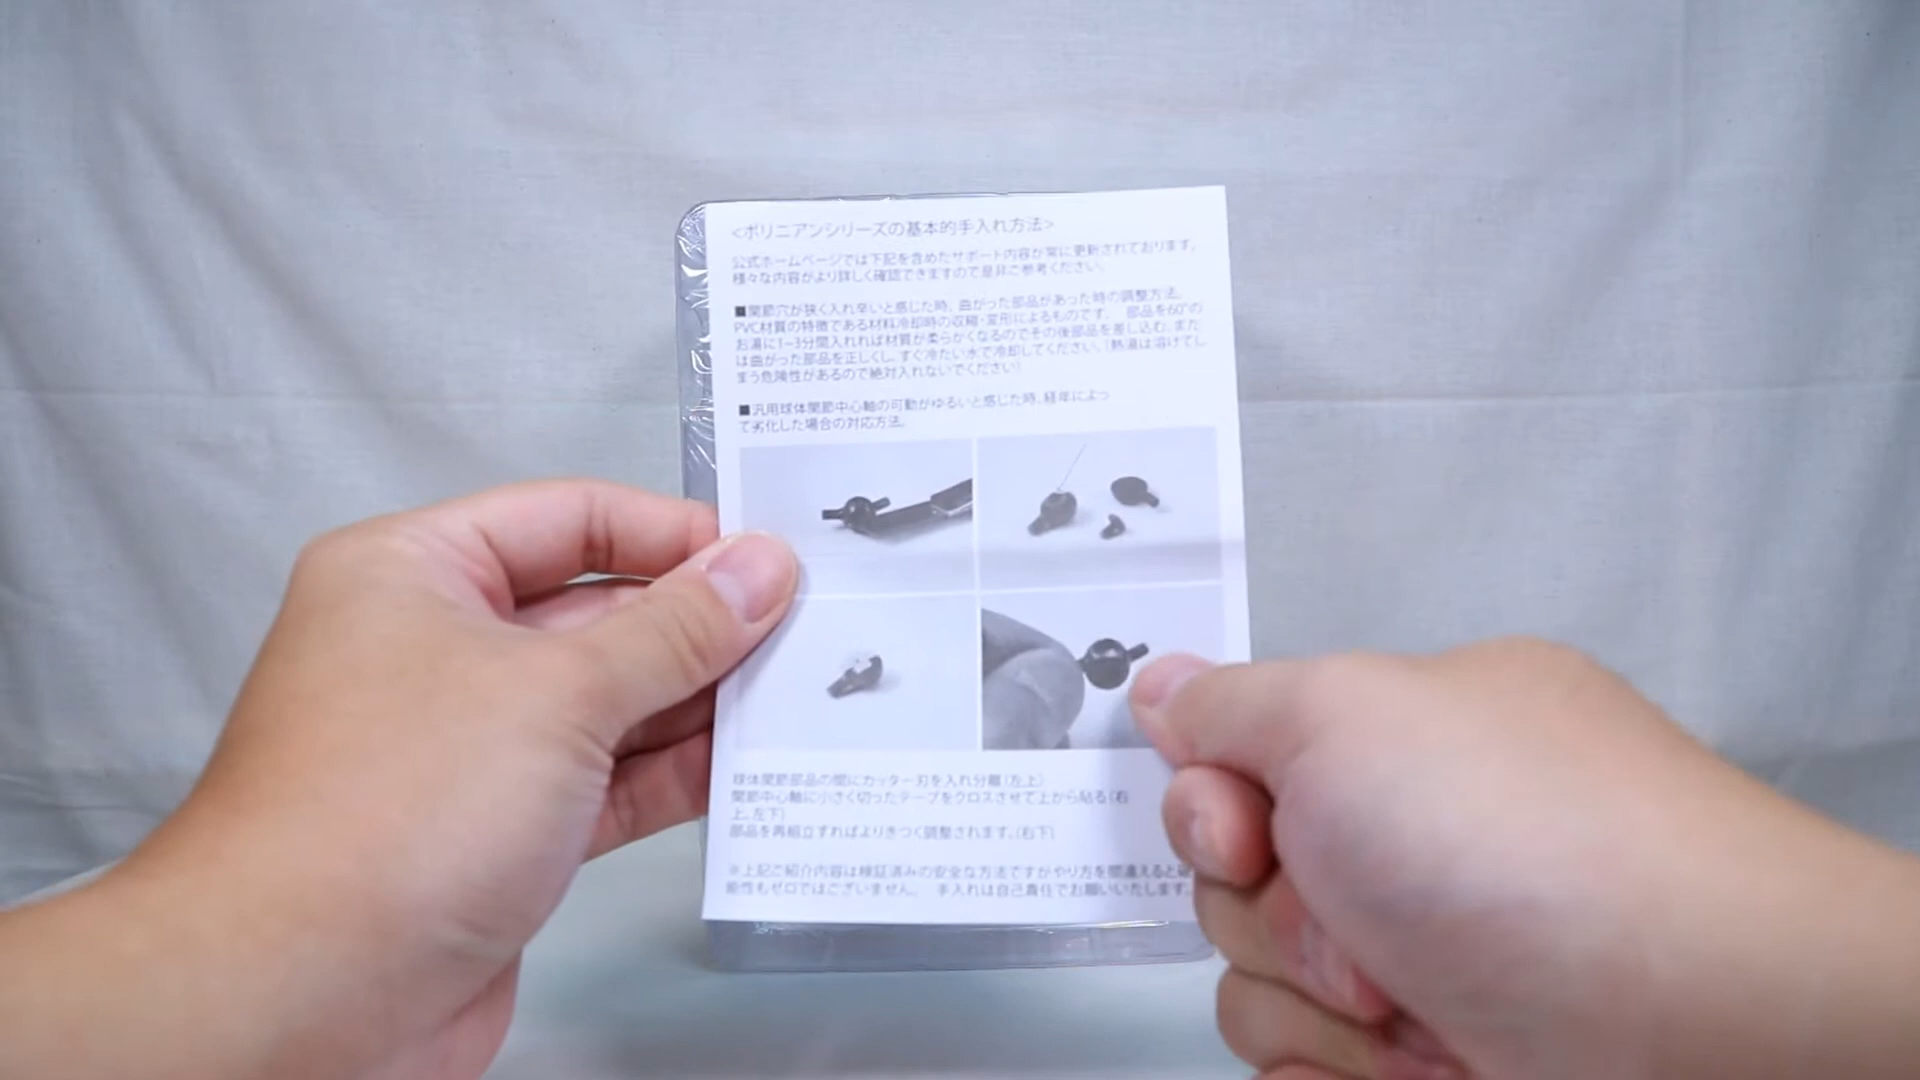 <ポリニアンシリーズの基本的手入れ方法>
公式ホームページでは下記を含めたサポート内容が常に更新されております。
様々な内容がより詳しく確認できますので是非ご参考ください。
■関節穴が狭く入れ辛いと感じた時、曲がった部品があった時の調整方法。
PVC材質の特徴である材料冷却時の収縮・変形によるものです。 部品を60°の
お湯に1~3分間入れれば材質が柔らかくなるのでその後部品を差し込む、また
は曲がった部品を正しくし、すぐ冷たい水で冷却してください。(熱湯は溶けてし
まう危険性があるので絶対入れないでください)
■汎用球体関節中心軸の可動がゆるいと感じた時、経年によっ
て劣化した場合の対応方法。
球体関節部品の間にカッター刃を入れ分離(左上)
関節中心軸に小さく切ったテープをクロスさせて上から貼る(右
上、左下)
部品を再組立すればよりきつく調整されます。(右下)
※上記ご紹介内容は検証済みの安全な方法ですがやり方を間違えると破
能性もゼロではございません。 手入れは自己責任でお願いいたします。